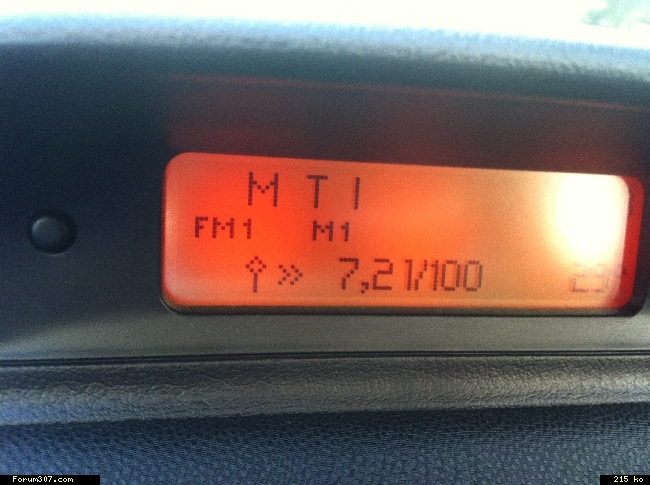 M T I
FM1 M1
7,2 l/100
Forum307.com
215 ko